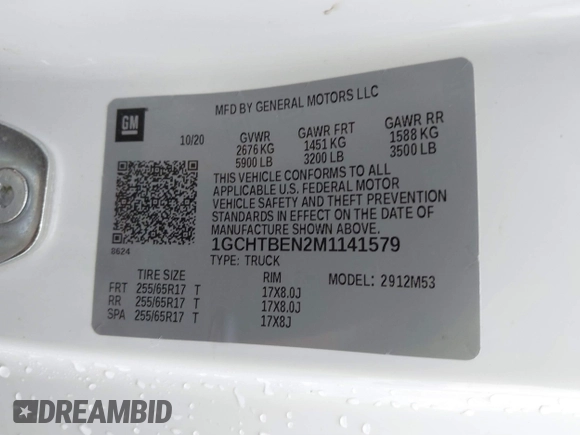 MFD BY GENERAL MOTORS LLC
GM
10/20
GVWR GAWR FRT GAWR RR
2676 KG 1451 KG 1588 KG
5900 LB 3200 LB 3500 LB
THIS VEHICLE CONFORMS TO ALL
APPLICABLE U.S. FEDERAL MOTOR
VEHICLE SAFETY AND THEFT PREVENTION
STANDARDS IN EFFECT ON THE DATE OF
MANUFACTURE SHOWN ABOVE.
8624
1GCHTBEN2M1141579
TYPE: TRUCK
TIRE SIZE RIM MODEL: 2912M53
FRT 255/65R17 T 17X8.0J
RR 255/65R17 T 17X8.0J
SPA 255/65R17 T 17X8J
DREAMBID